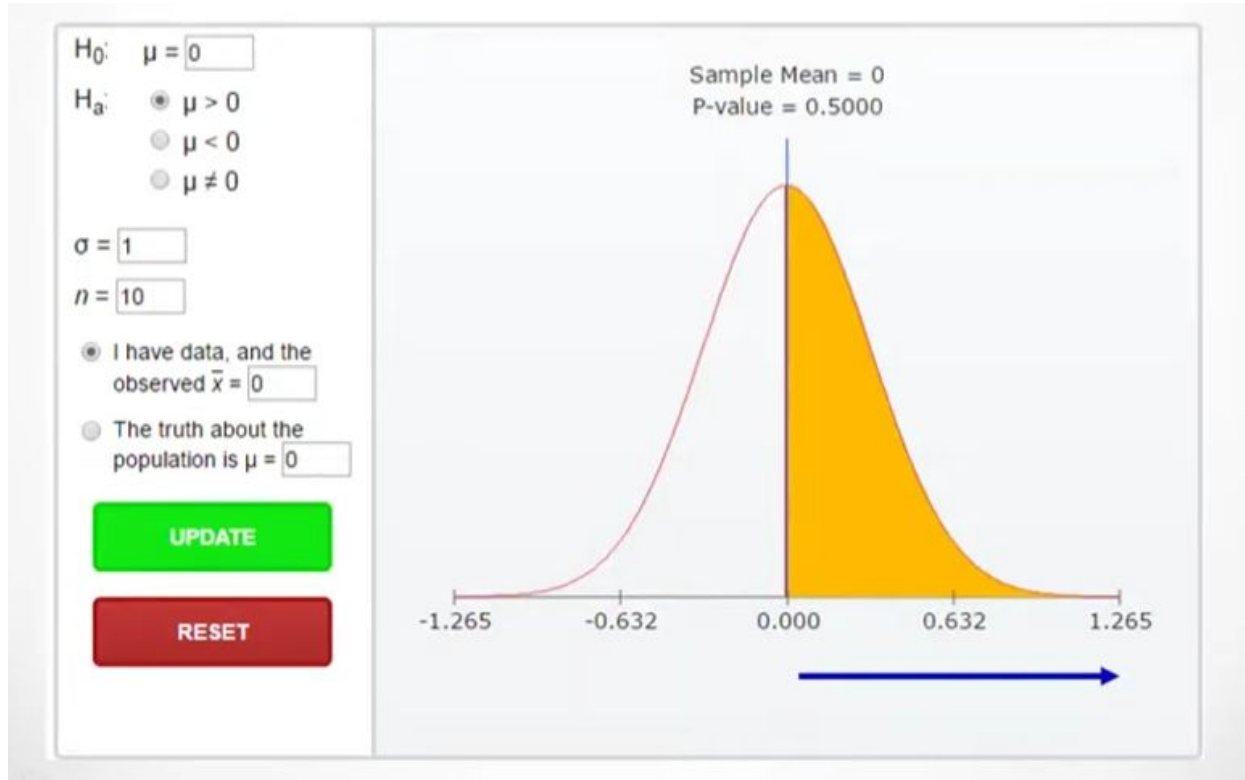 H0: μ = 0
Ha: μ > 0
μ < 0
μ ≠ 0
σ = 1
n = 10
I have data, and the
observed x̅ = 0
The truth about the
population is μ = 0
UPDATE
RESET
Sample Mean = 0
P-value = 0.5000
-1.265 -0.632 0.000 0.632 1.265